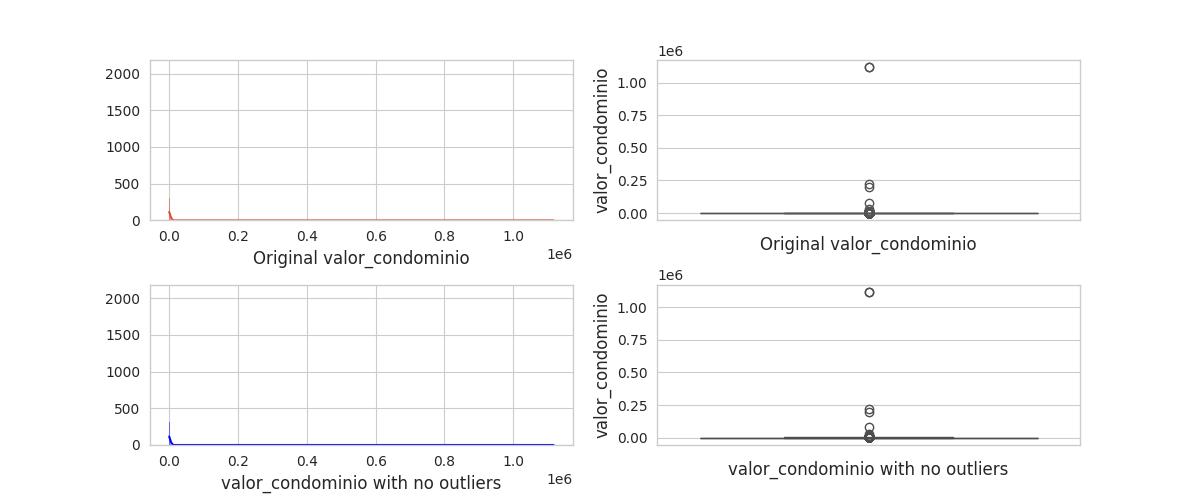 2000
1500
1000
500
0
0.0 0.2 0.4 0.6 0.8 1.0
1e6
Original valor_condominio
1e6
valor_condominio
1.00
0.75
0.50
0.25
0.00
Original valor_condominio
2000
1500
1000
500
0
0.0 0.2 0.4 0.6 0.8 1.0
1e6
valor_condominio with no outliers
1e6
valor_condominio
1.00
0.75
0.50
0.25
0.00
valor_condominio with no outliers